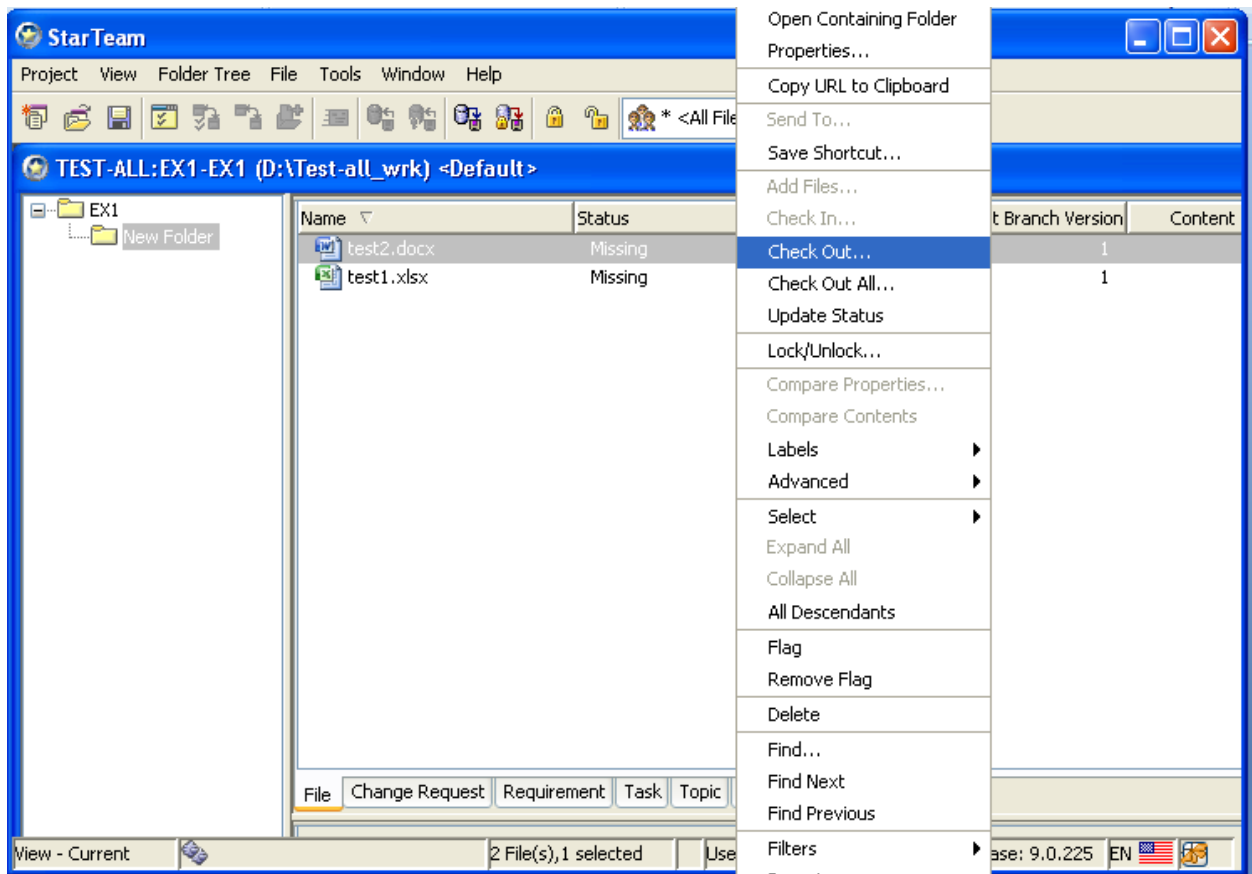 StarTeam
Project View Folder Tree File Tools Window Help
* <All File
TEST-ALL:EX1-EX1 (D:\Test-all_wrk) <Default>
EX1
New Folder
Name Status t Branch Version Content
test2.docx Missing 1
test1.xlsx Missing 1
Open Containing Folder
Properties...
Copy URL to Clipboard
Send To...
Save Shortcut...
Add Files...
Check In...
Check Out...
Check Out All...
Update Status
Lock/Unlock...
Compare Properties...
Compare Contents
Labels
Advanced
Select
Expand All
Collapse All
All Descendants
Flag
Remove Flag
Delete
Find...
Find Next
Find Previous
Filters
File Change Request Requirement Task Topic
View - Current 2 File(s),1 selected Use ase: 9.0.225 EN